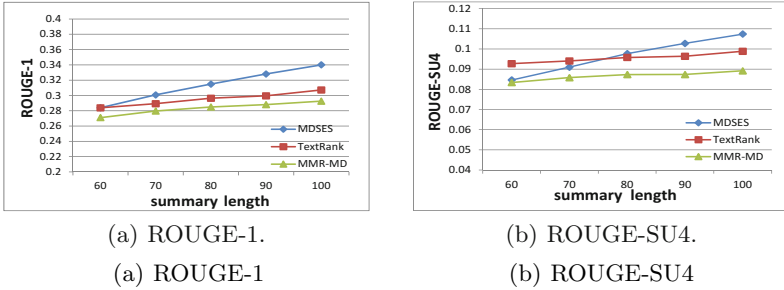 0.4
0.38
0.36
0.34
0.32
0.3
0.28
0.26
0.24
0.22
0.2
ROUGE-1
MDSES
TextRank
MMR-MD
60 70 80 90 100
summary length
0.12
0.11
0.1
0.09
0.08
0.07
0.06
0.05
0.04
ROUGE-SU4
MDSES
TextRank
MMR-MD
60 70 80 90 100
summary length
(a) ROUGE-1.
(b) ROUGE-SU4.
(a) ROUGE-1
(b) ROUGE-SU4